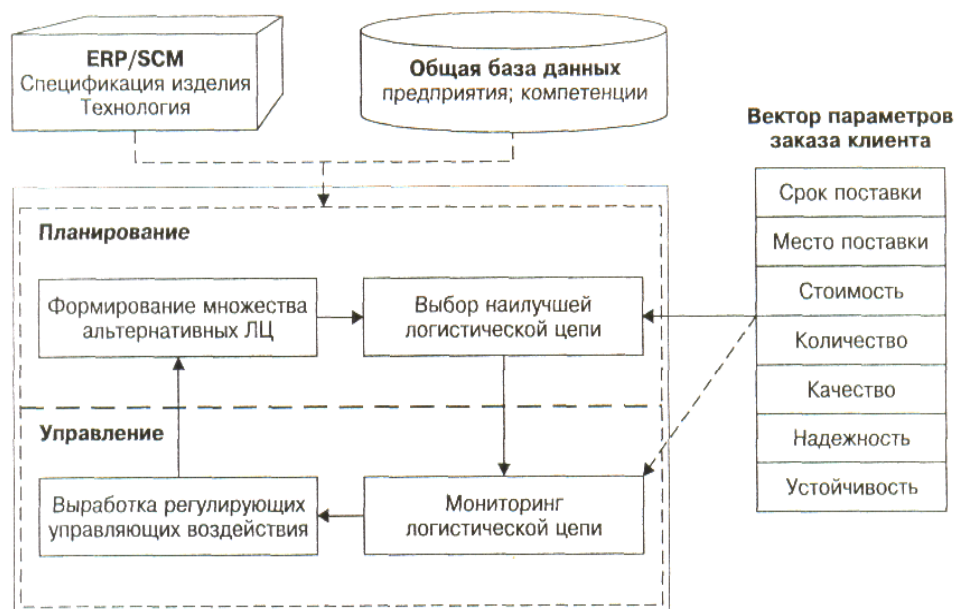 ERP/SCM
Спецификация изделия
Технология
Общая база данных
предприятия; компетенции
Вектор параметров
заказа клиента
Срок поставки
Место поставки
Стоимость
Количество
Качество
Надежность
Устойчивость
Планирование
Формирование множества
альтернативных ЛЦ
Выбор наилучшей
логистической цепи
Управление
Выработка регулирующих
управляющих воздействия
Мониторинг
логистической цепи